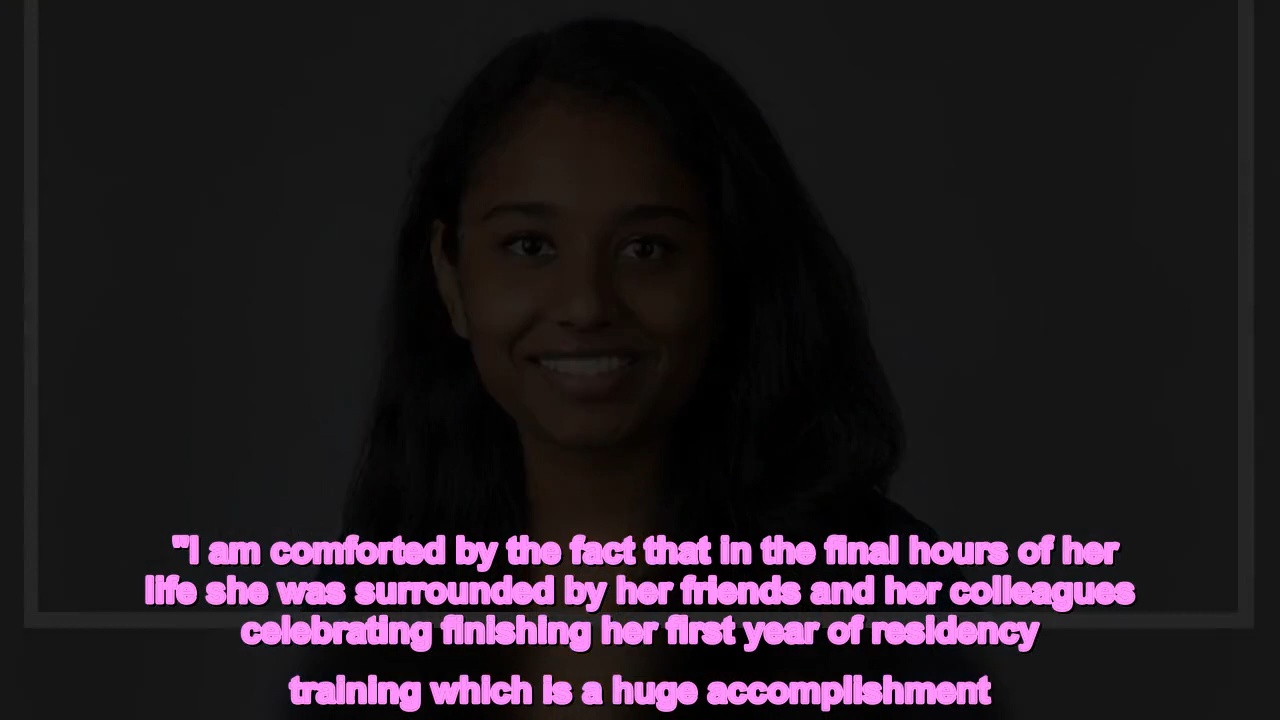 "I am comforted by the fact that in the final hours of her
life she was surrounded by her friends and her colleagues
celebrating finishing her first year of residency
training which is a huge accomplishment